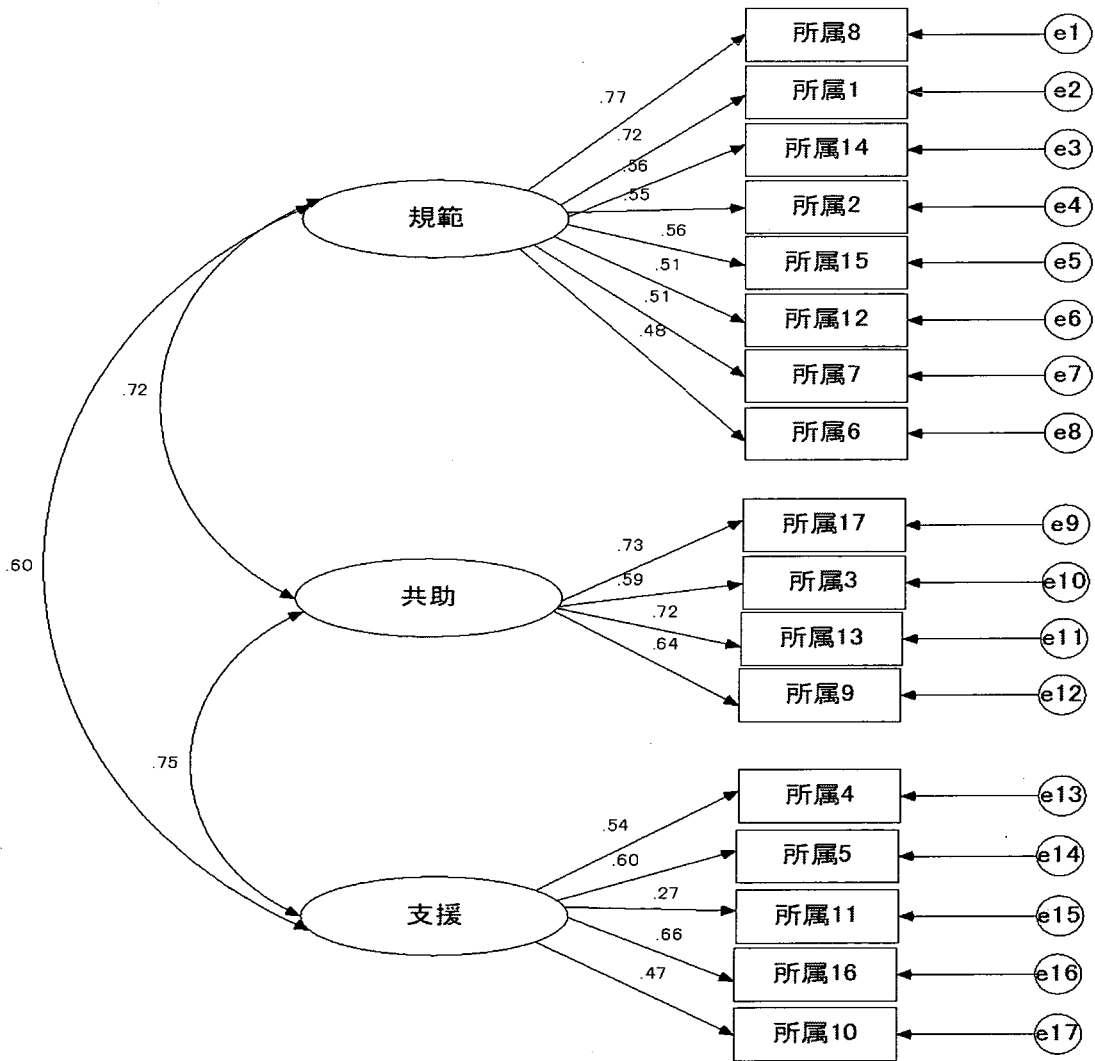 所属8
e1
.77
所属1
e2
.72
所属14
e3
.56
所属2
e4
.55
規範
所属15
e5
.56
所属12
e6
.51
所属7
e7
.51
所属6
e8
.48
.72
.60
所属17
e9
.73
所属3
e10
.59
共助
所属13
e11
.72
所属9
e12
.64
.75
所属4
e13
.54
所属5
e14
.60
支援
所属11
e15
.27
所属16
e16
.66
所属10
e17
.47